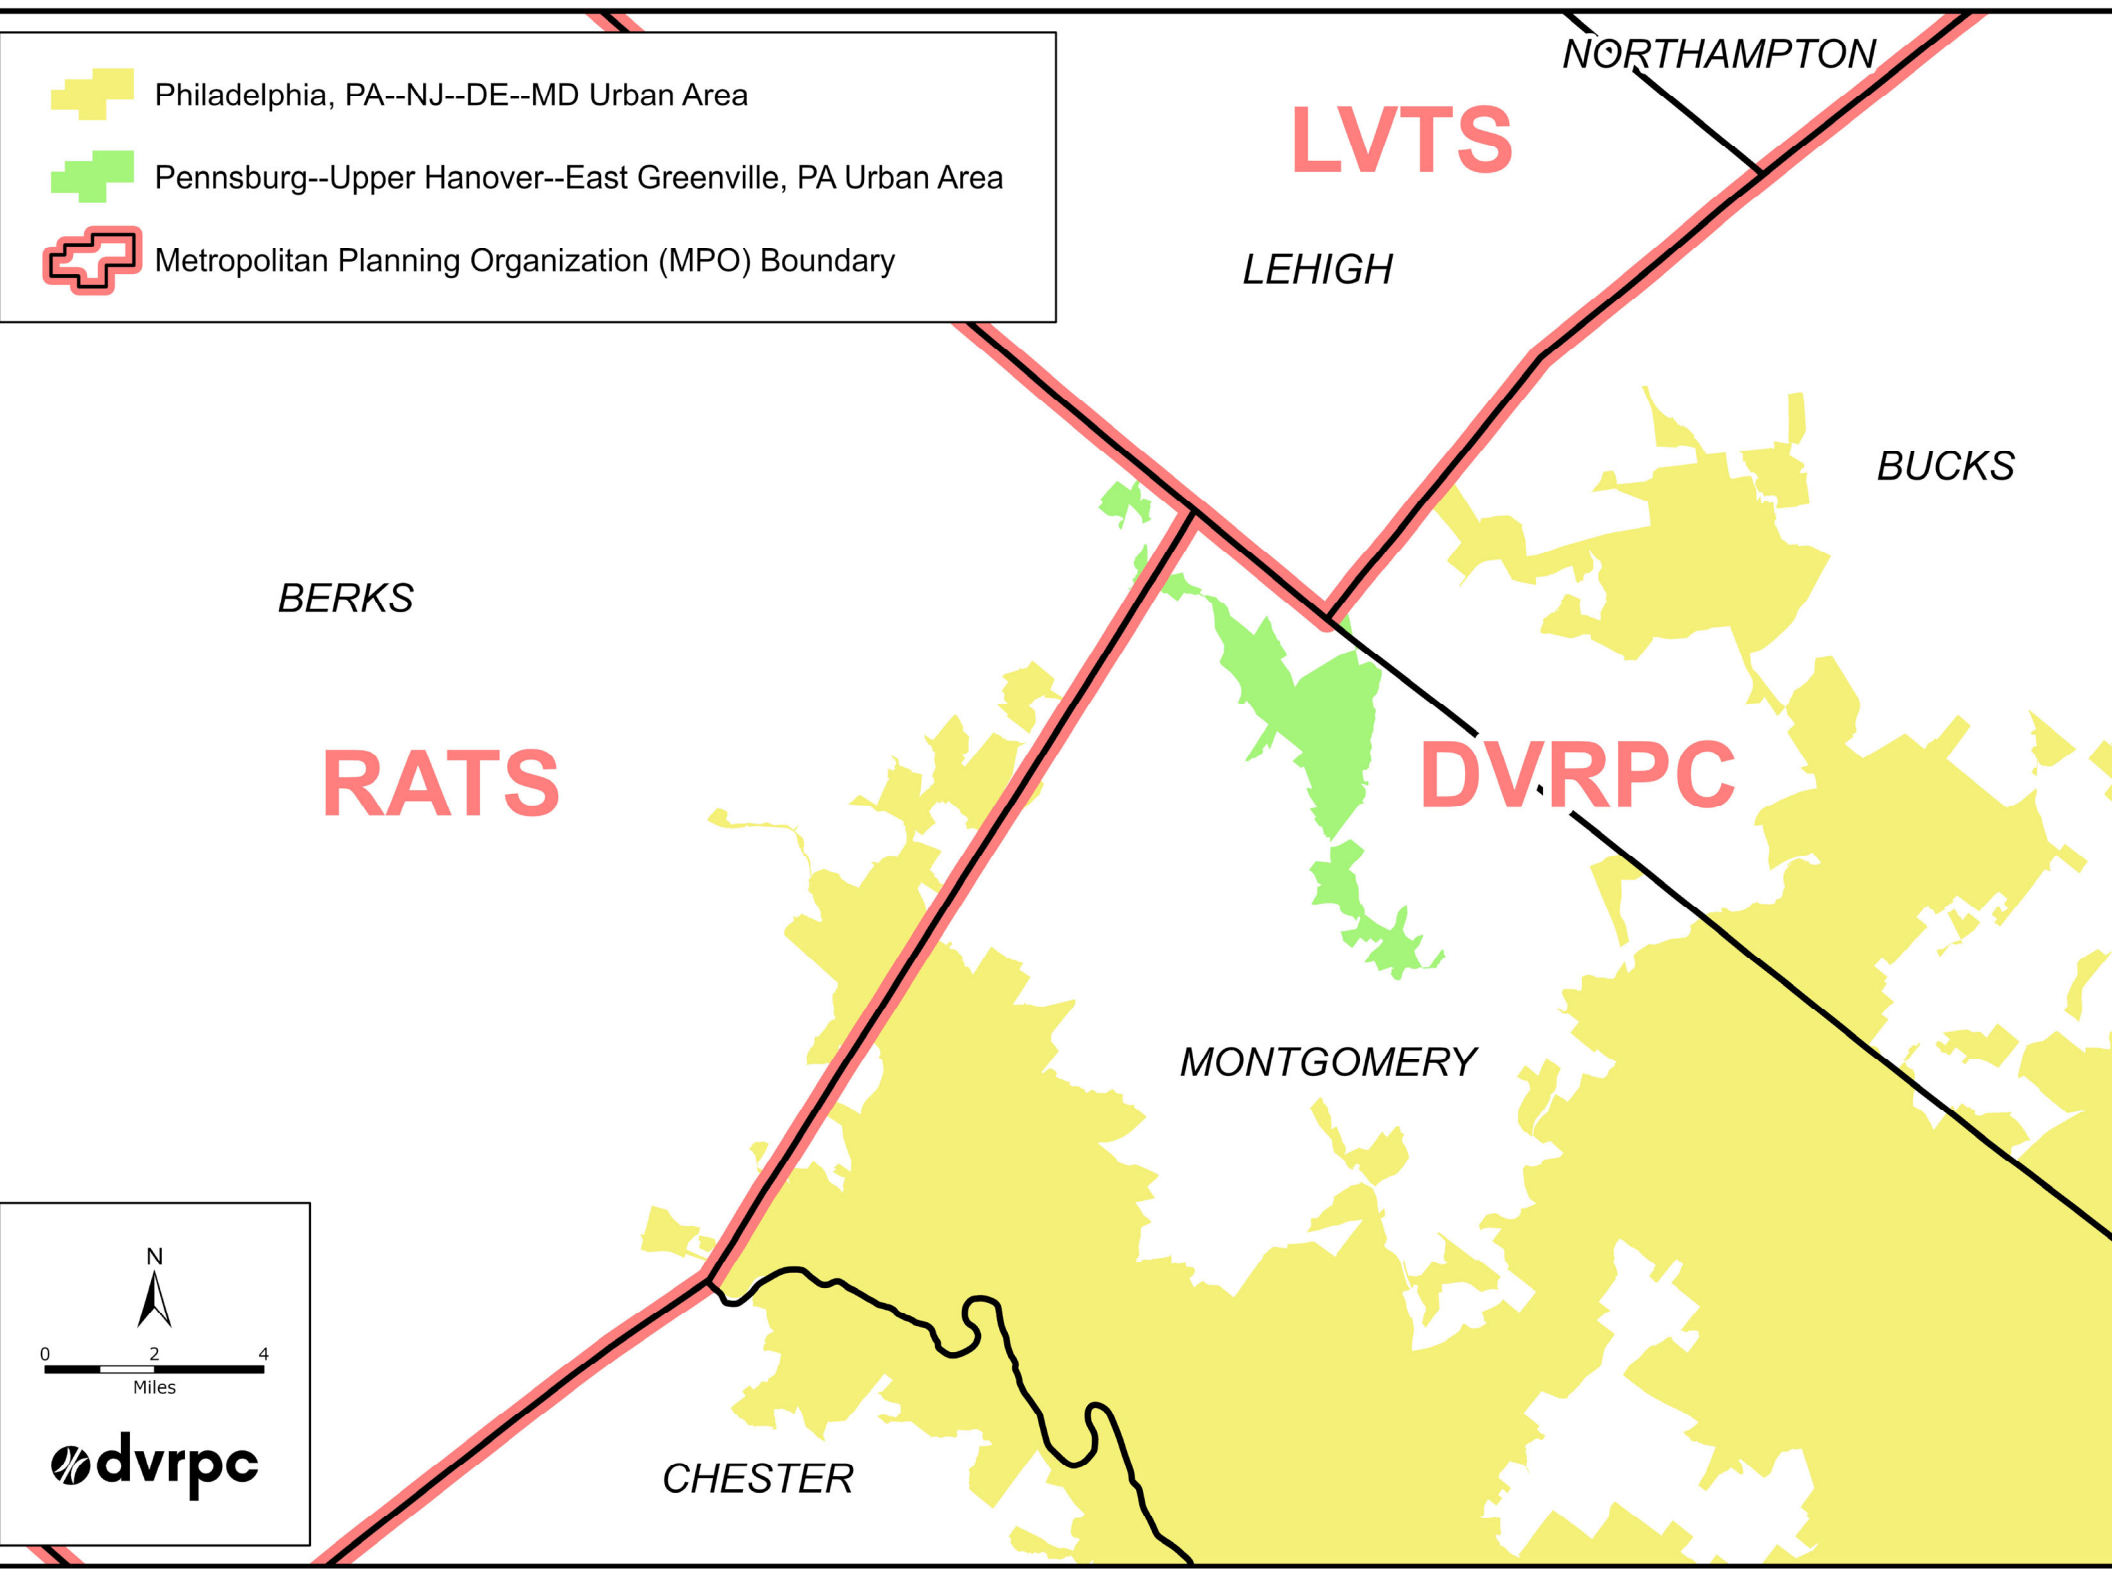 Philadelphia, PA--NJ--DE--MD Urban Area
Pennsburg--Upper Hanover--East Greenville, PA Urban Area
Metropolitan Planning Organization (MPO) Boundary
NORTHAMPTON
LVTS
LEHIGH
BUCKS
BERKS
RATS
DVRPC
MONTGOMERY
N
0 2 4
Miles
dvrpc
CHESTER